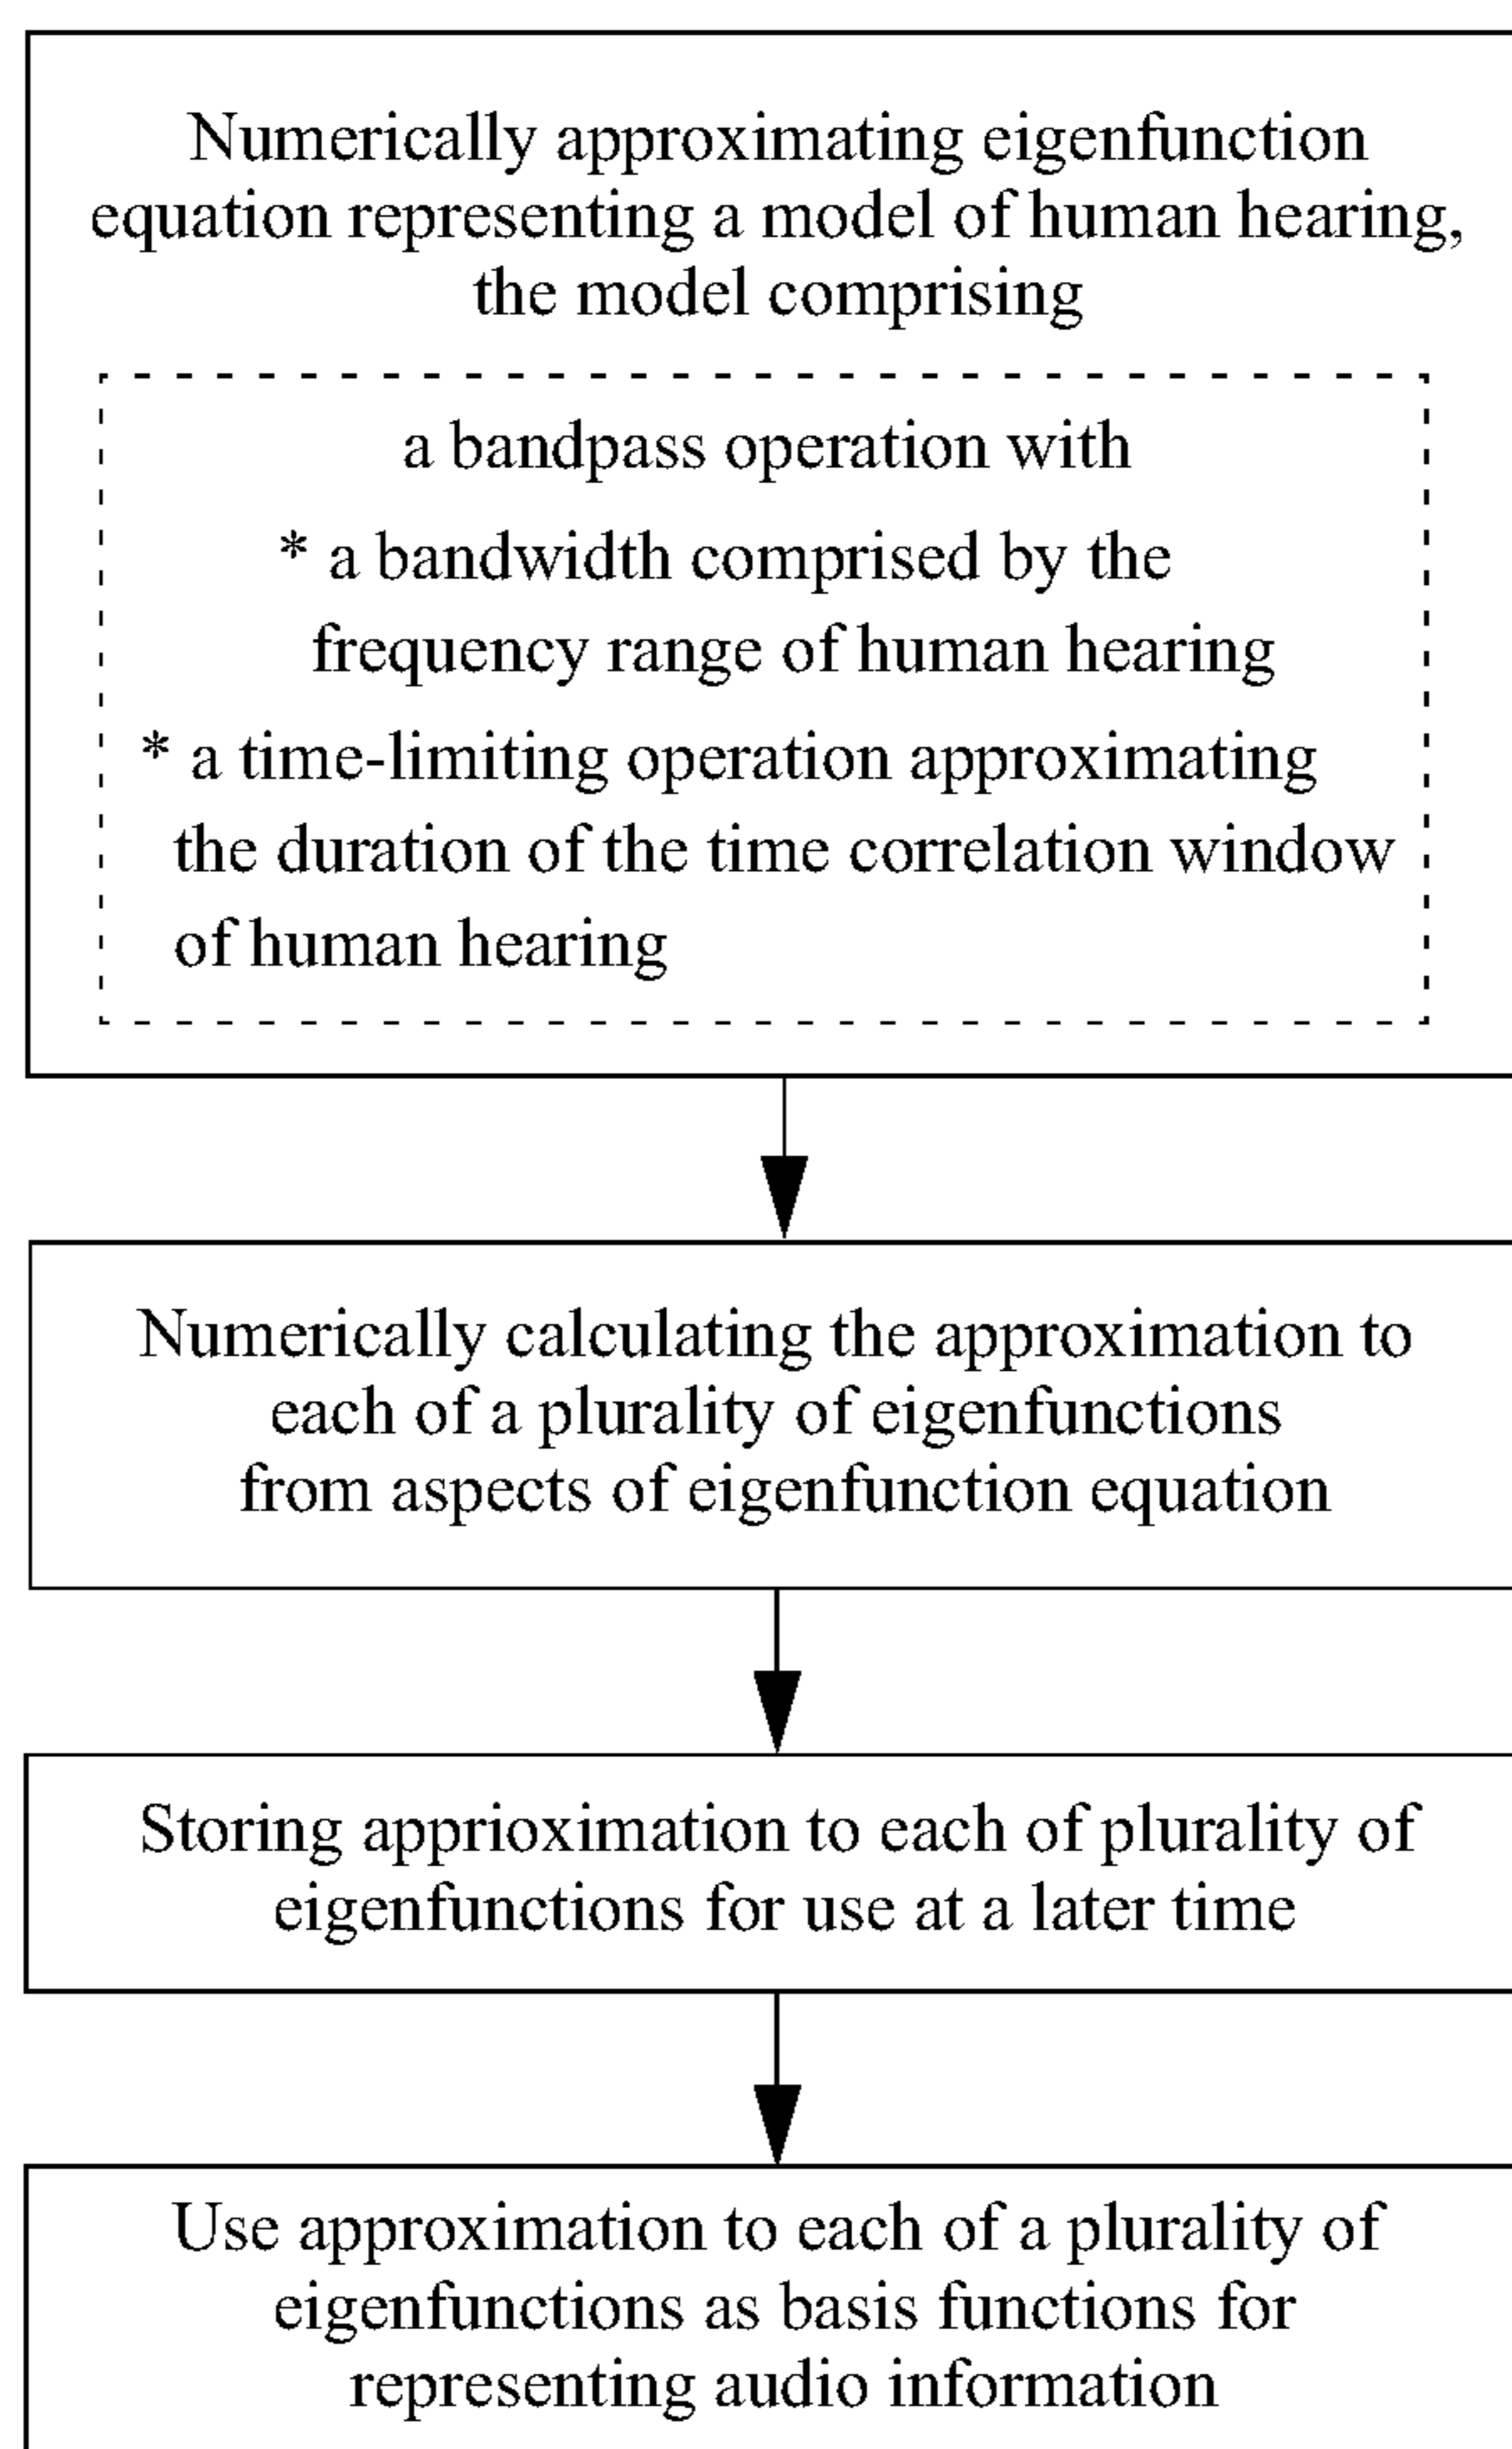 Numerically approximating eigenfunction
equation representing a model of human hearing,
the model comprising
a bandpass operation with
* a bandwidth comprised by the
frequency range of human hearing
* a time-limiting operation approximating
the duration of the time correlation window
of human hearing
Numerically calculating the approximation to
each of a plurality of eigenfunctions
from aspects of eigenfunction equation
Storing apprioximation to each of plurality of
eigenfunctions for use at a later time
Use approximation to each of a plurality of
eigenfunctions as basis functions for
representing audio information